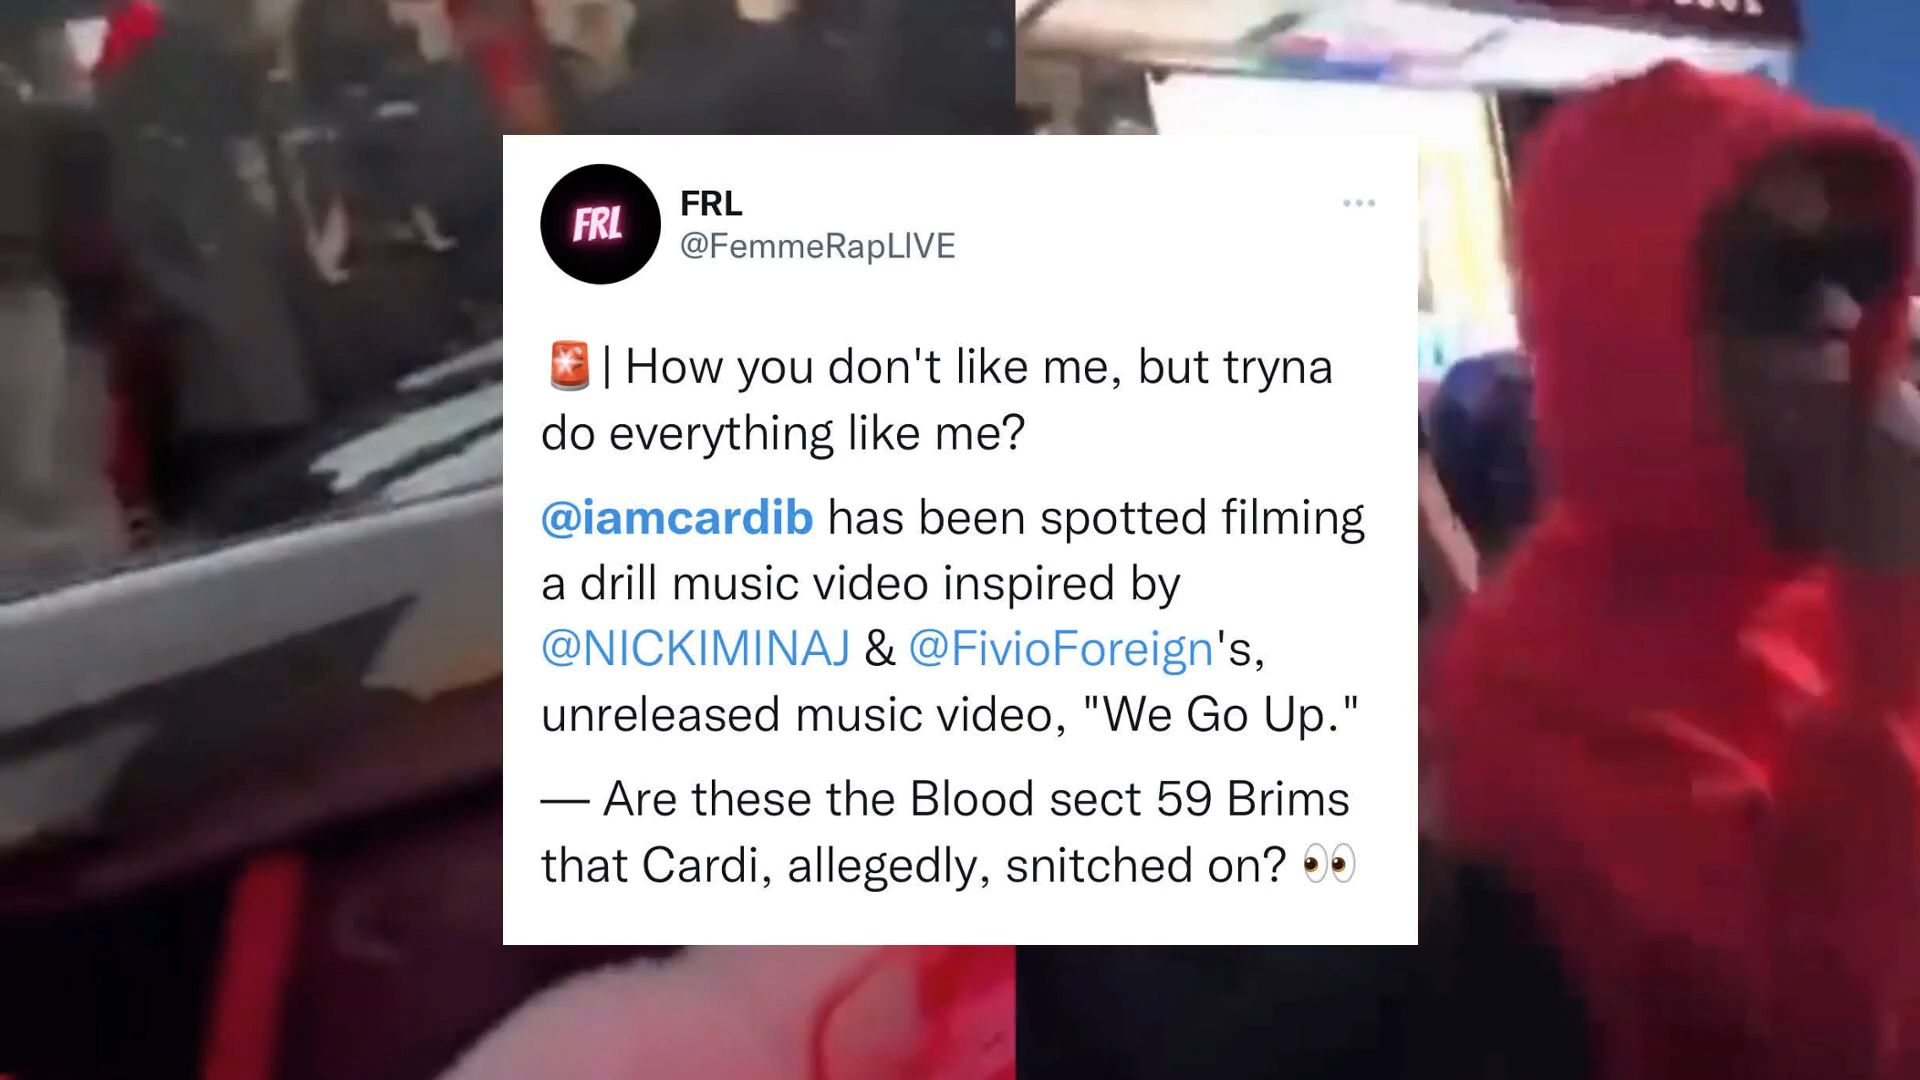 FRL
FRL
@FemmeRapLIVE
🚨| How you don't like me, but tryna
do everything like me?
@iamcardib has been spotted filming
a drill music video inspired by
@NICKIMINAJ & @FivioForeign's,
unreleased music video, "We Go Up."
— Are these the Blood sect 59 Brims
that Cardi, allegedly, snitched on? 👀